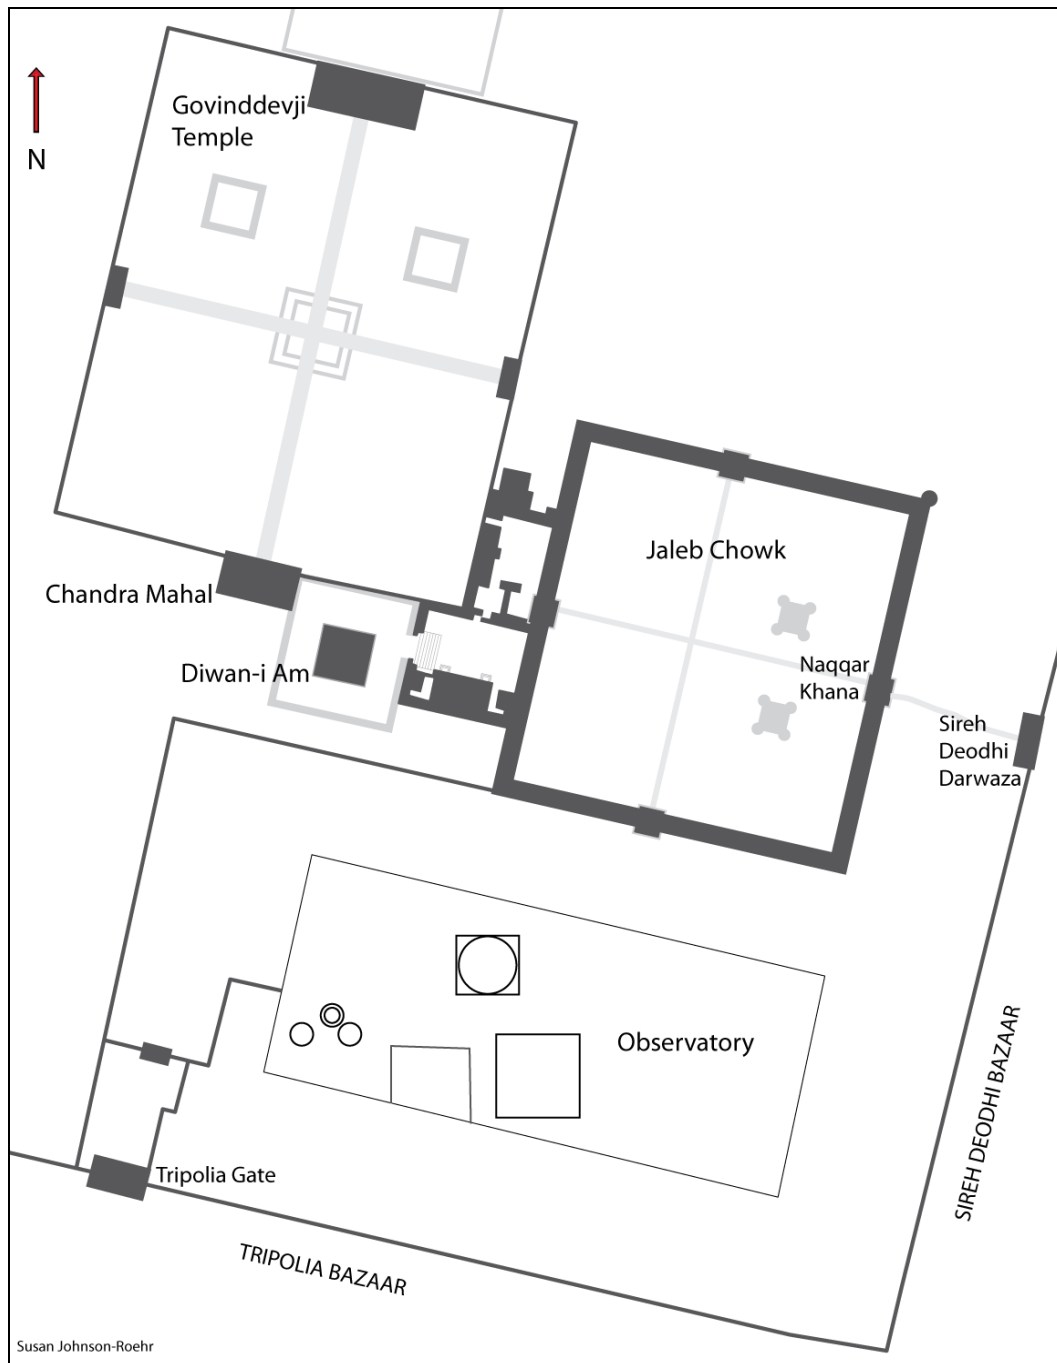 Govinddevji
Temple
N
Jaleb Chowk
Chandra Mahal
Diwan-i Am
Naqqar
Khana
Sireh
Deodhi
Darwaza
Observatory
SIREH DEODHI BAZAAR
Tripolia Gate
TRIPOLIA BAZAAR
Susan Johnson-Roehr